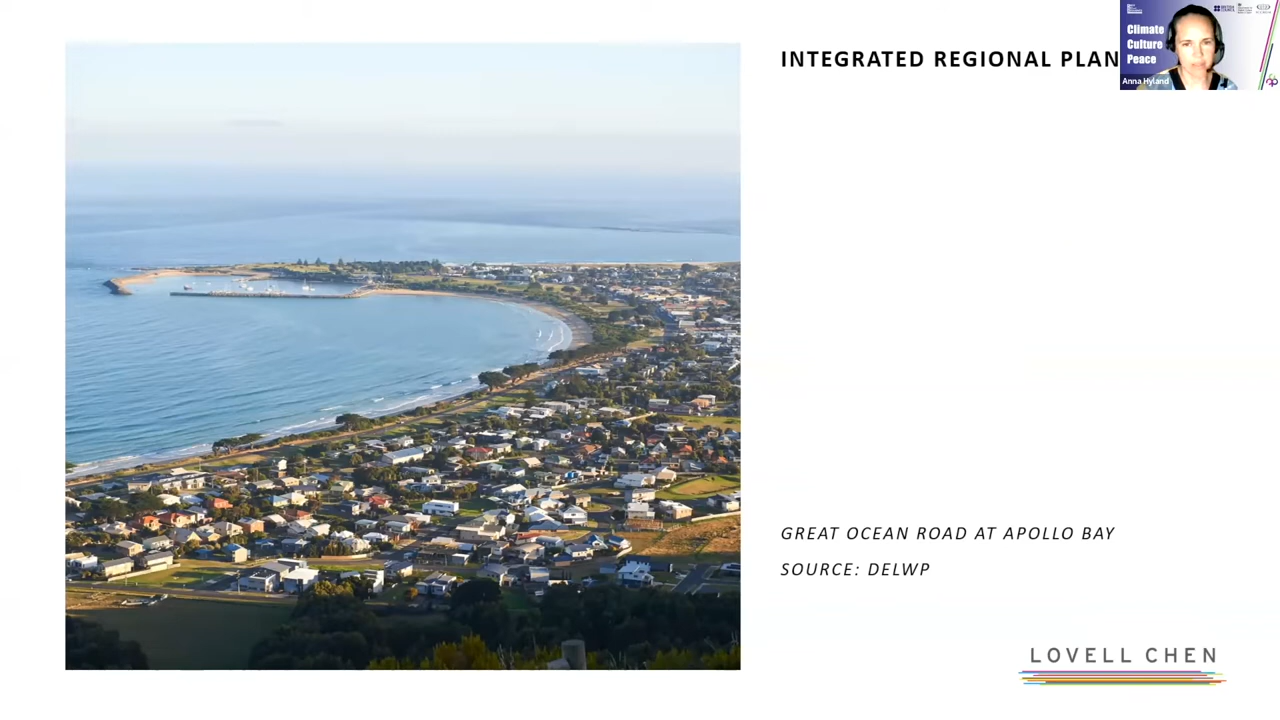 INTEGRATED REGIONAL PLAN
Climate
Culture
Peace
Anna Hyland
GREAT OCEAN ROAD AT APOLLO BAY
SOURCE: DELWP
LOVELL CHEN